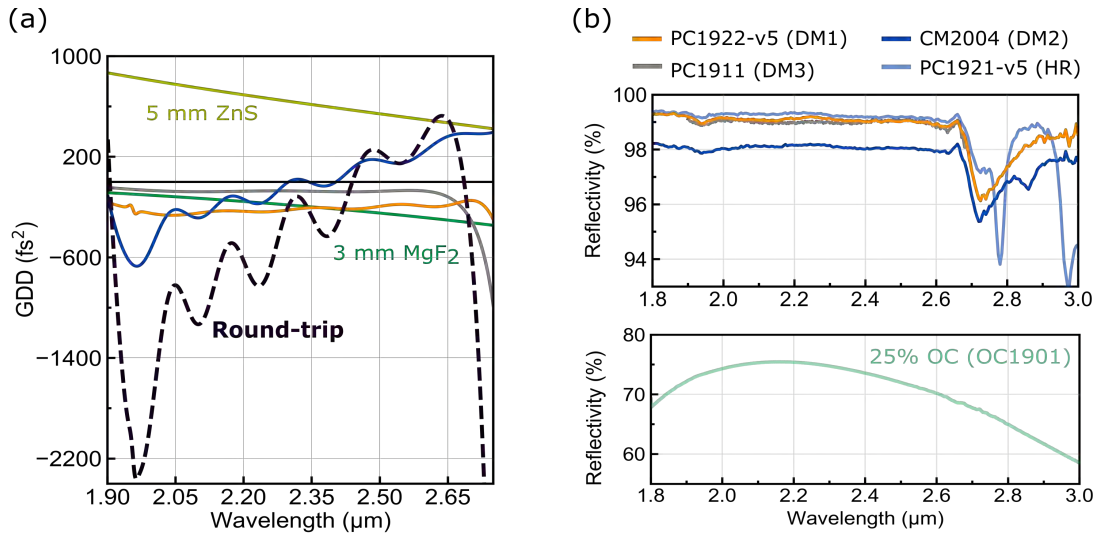 (a)
1000
200
−600
−1400
−2200
GDD (fs²)
5 mm ZnS
3 mm MgF₂
Round-trip
1.90 2.05 2.20 2.35 2.50 2.65
Wavelength (μm)
(b)
PC1922-v5 (DM1) CM2004 (DM2)
PC1911 (DM3) PC1921-v5 (HR)
100
98
96
94
Reflectivity (%)
1.8 2.0 2.2 2.4 2.6 2.8 3.0
80
70
60
Reflectivity (%)
25% OC (OC1901)
1.8 2.0 2.2 2.4 2.6 2.8 3.0
Wavelength (μm)